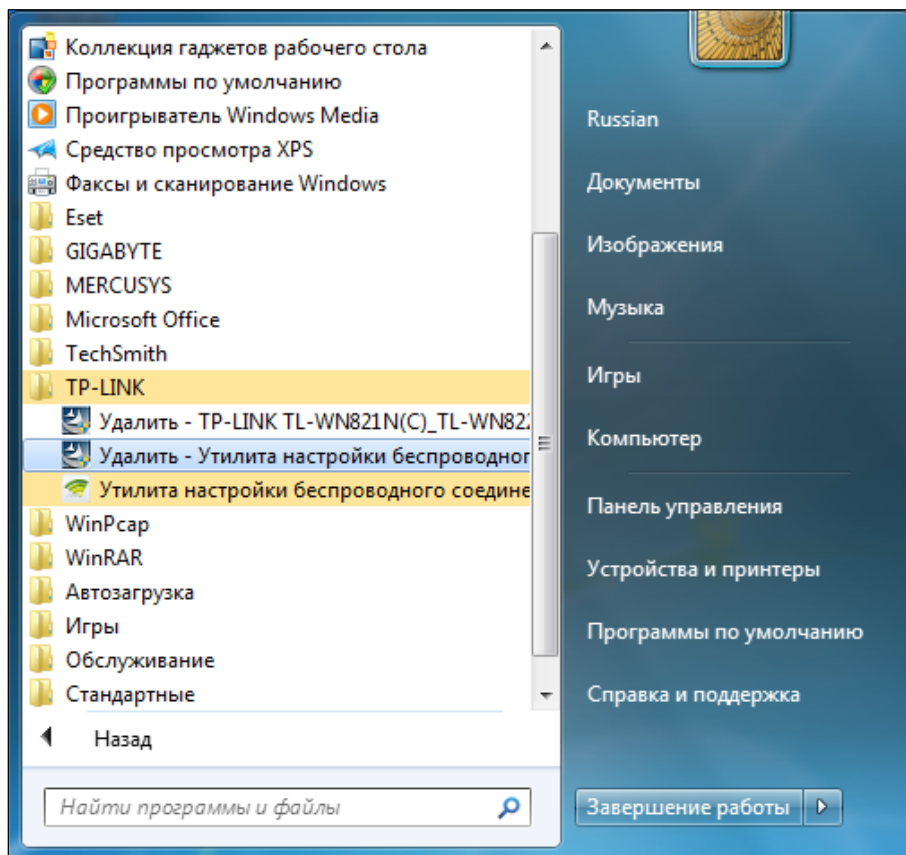 Коллекция гаджетов рабочего стола
Программы по умолчанию
Проигрыватель Windows Media
Средство просмотра XPS
Факсы и сканирование Windows
Eset
GIGABYTE
MERCUSYS
Microsoft Office
TechSmith
TP-LINK
Удалить - TP-LINK TL-WN821N(C)_TL-WN822
Удалить - Утилита настройки беспроводног
Утилита настройки беспроводного соедине
WinPcap
WinRAR
Автозагрузка
Игры
Обслуживание
Стандартные
Назад
Найти программы и файлы
Russian
Документы
Изображения
Музыка
Игры
Компьютер
Панель управления
Устройства и принтеры
Программы по умолчанию
Справка и поддержка
Завершение работы